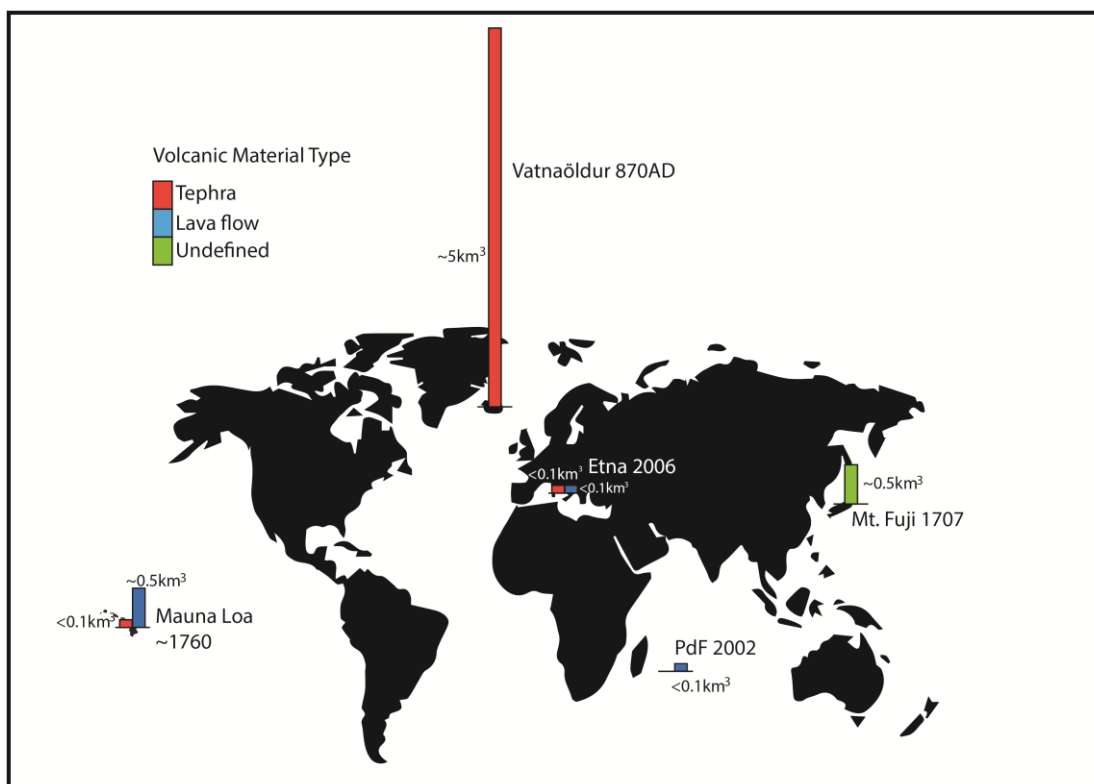 Volcanic Material Type
Tephra
Lava flow
Undefined
Vatnaöldur 870AD
~5km³
<0.1km³
Etna 2006
<0.1km³
~0.5km³
Mt. Fuji 1707
~0.5km³
<0.1km³
Mauna Loa
~1760
PdF 2002
<0.1km³